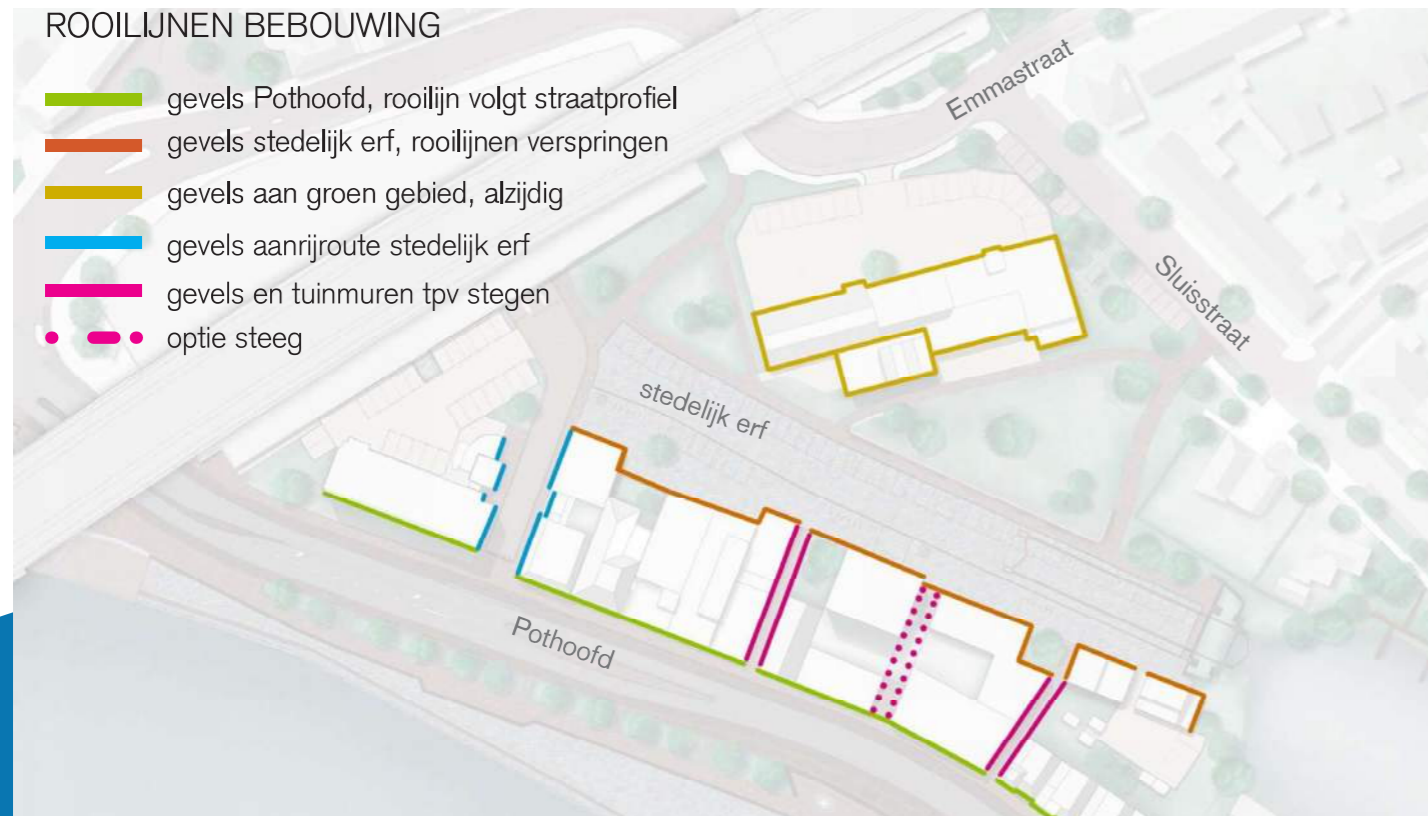 ROOILIJNEN BEBOUWING
gevels Pothoofd, rooilijn volgt straatprofiel
gevels stedelijk erf, rooilijnen verspringen
gevels aan groen gebied, alzijdig
gevels aanrijroute stedelijk erf
gevels en tuinmuren tpv stegen
optie steeg
Emmastraat
Sluisstraat
stedelijk erf
Pothoofd